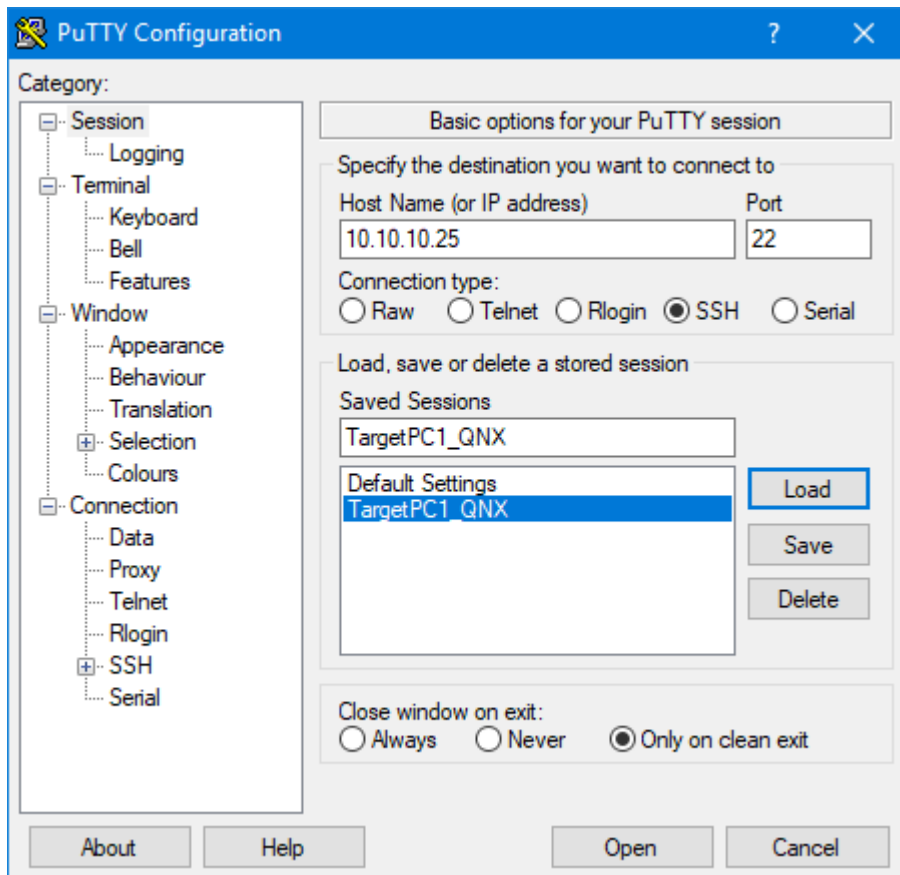 PuTTY Configuration ?
Category:
Session
Logging
Terminal
Keyboard
Bell
Features
Window
Appearance
Behaviour
Translation
Selection
Colours
Connection
Data
Proxy
Telnet
Rlogin
SSH
Serial
Basic options for your PuTTY session
Specify the destination you want to connect to
Host Name (or IP address) Port
10.10.10.25 22
Connection type:
Raw Telnet Rlogin SSH Serial
Load, save or delete a stored session
Saved Sessions
TargetPC1_QNX
Default Settings
TargetPC1_QNX
Load
Save
Delete
Close window on exit:
Always Never Only on clean exit
About Help Open Cancel